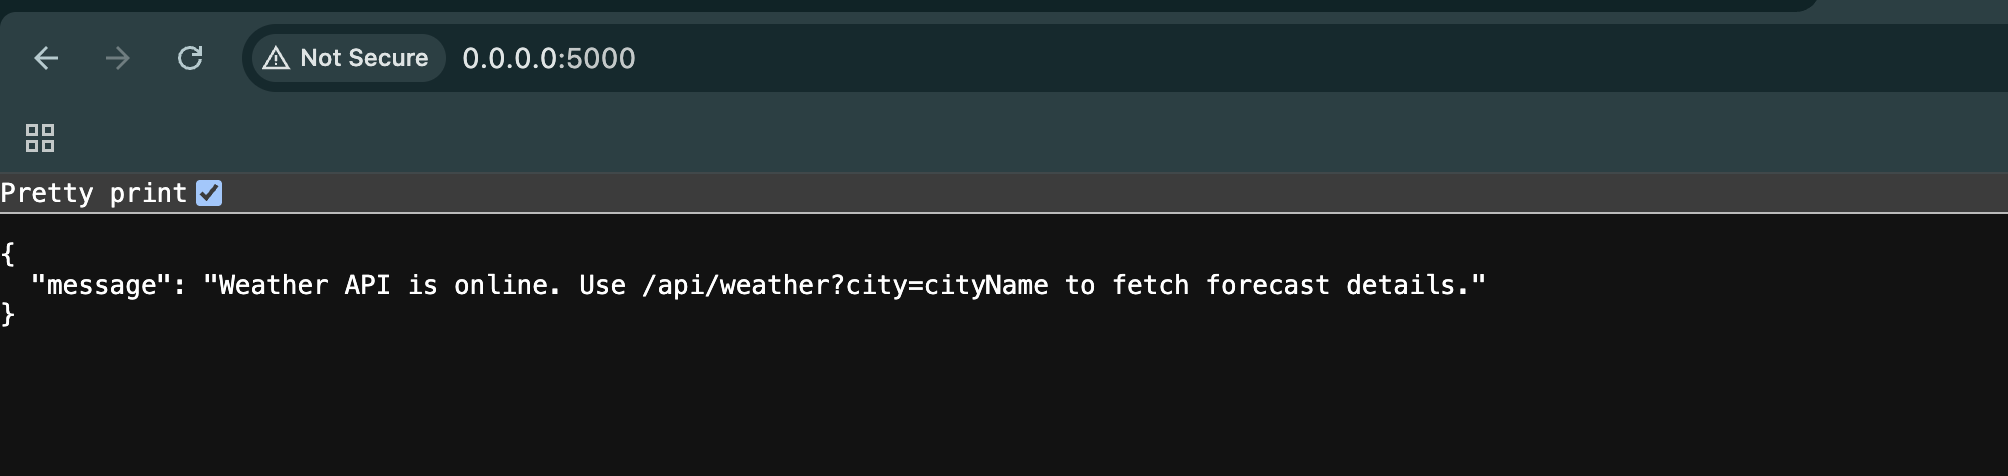 Not Secure 0.0.0.0:5000
Pretty print
{
"message": "Weather API is online. Use /api/weather?city=cityName to fetch forecast details."
}